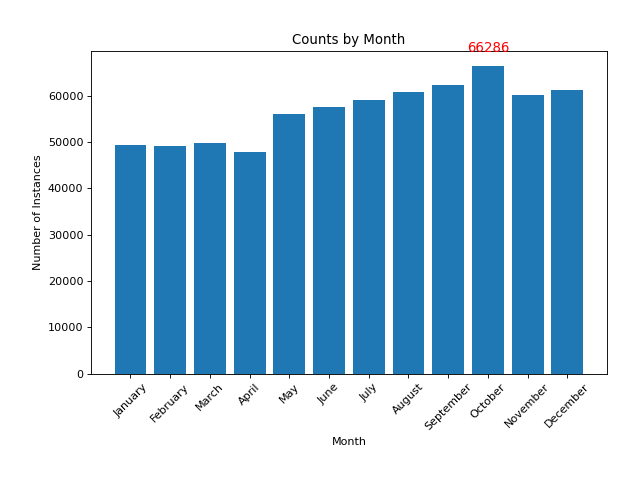 Counts by Month
66286
Number of Instances
60000
50000
40000
30000
20000
10000
0
January
February
March
April
May
June
July
August
September
October
November
December
Month